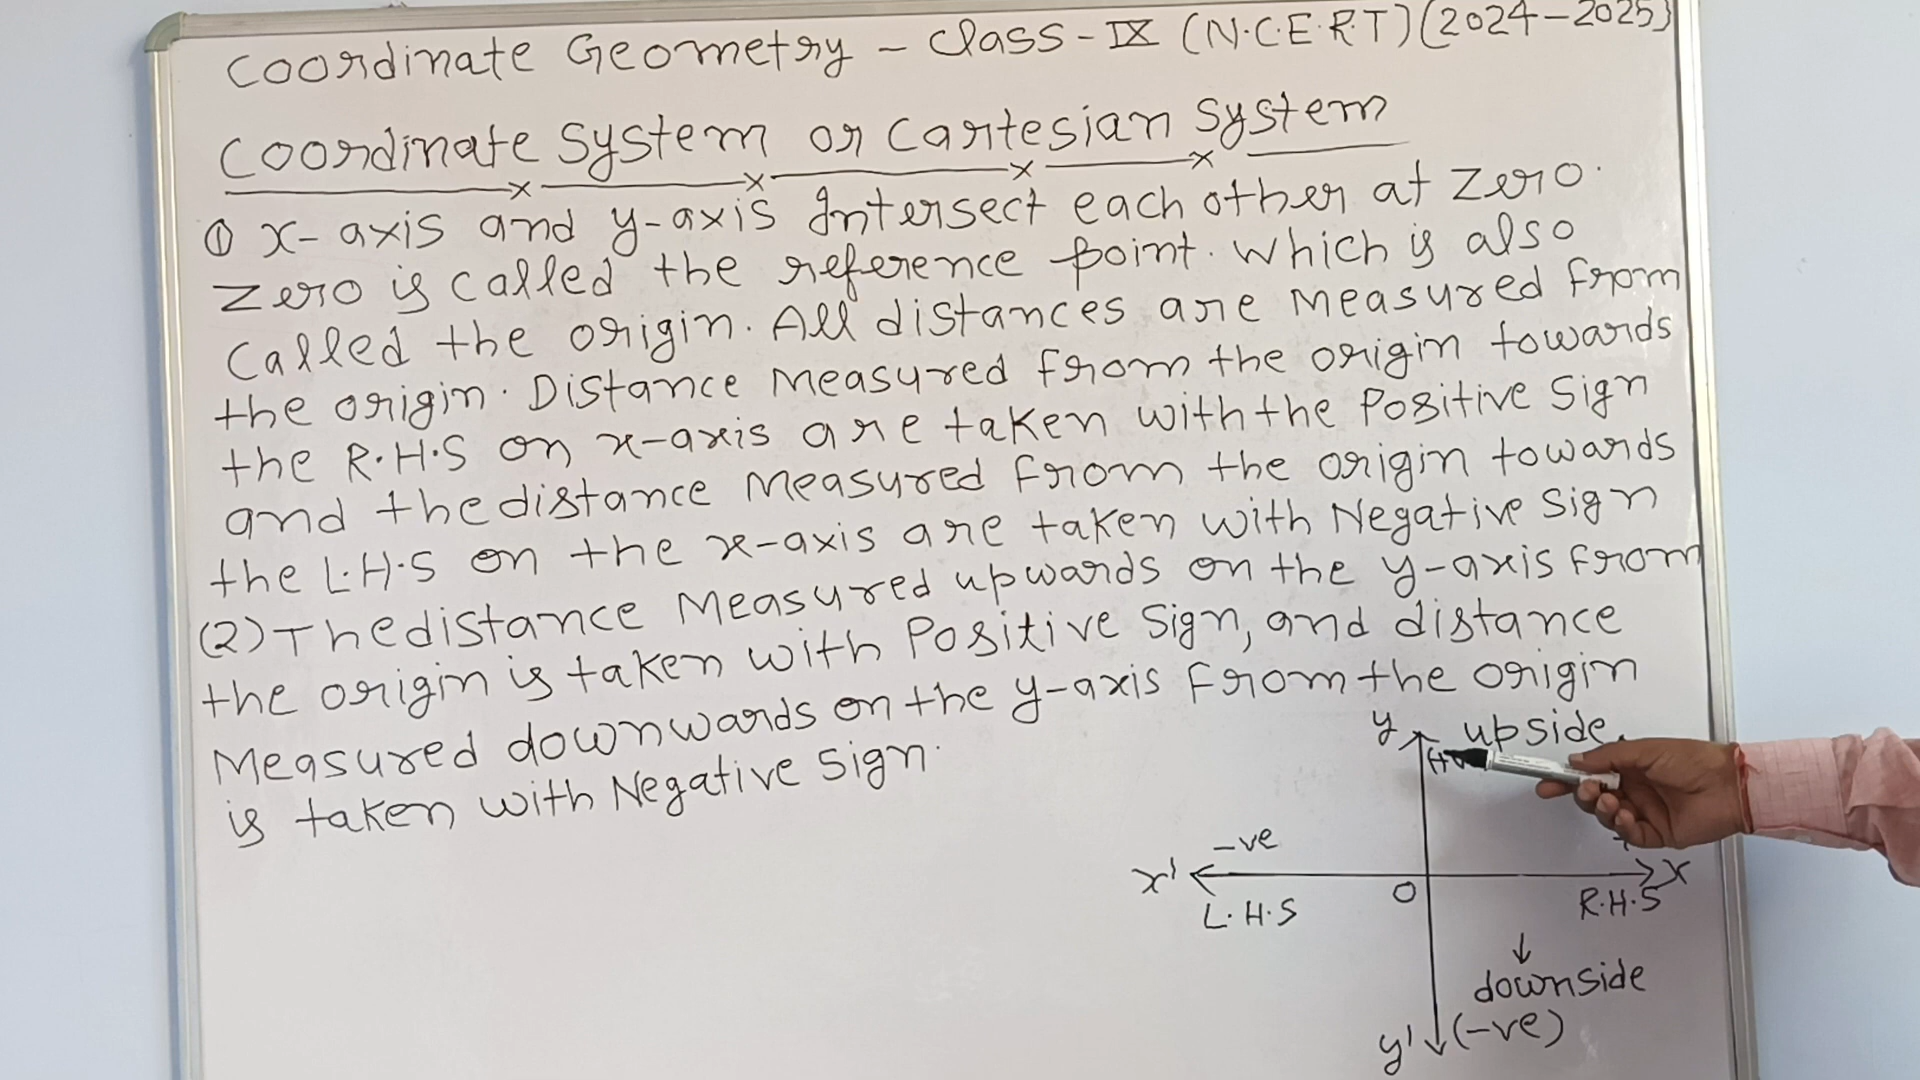 Coordinate Geometry - Class - IX (N.C.E.R.T) (2024-2025)
Coordinate System or Cartesian System
① x-axis and y-axis Intersect each other at zero.
zero is called the reference point. which is also
Called the origin. All distances are Measured from
the origin. Distance Measured from the origin towards
the R.H.S on x-axis are taken with the Positive Sign
and the distance Measured from the origin towards
the L.H.S on the x-axis are taken with Negative Sign
(2) The distance Measured upwards on the y-axis from
the origin is taken with Positive Sign, and distance
Measured downwards on the y-axis from the origin
is taken with Negative Sign.
y upside
-ve
x' O x
L.H.S R.H.S
↓
downside
y' (-ve)